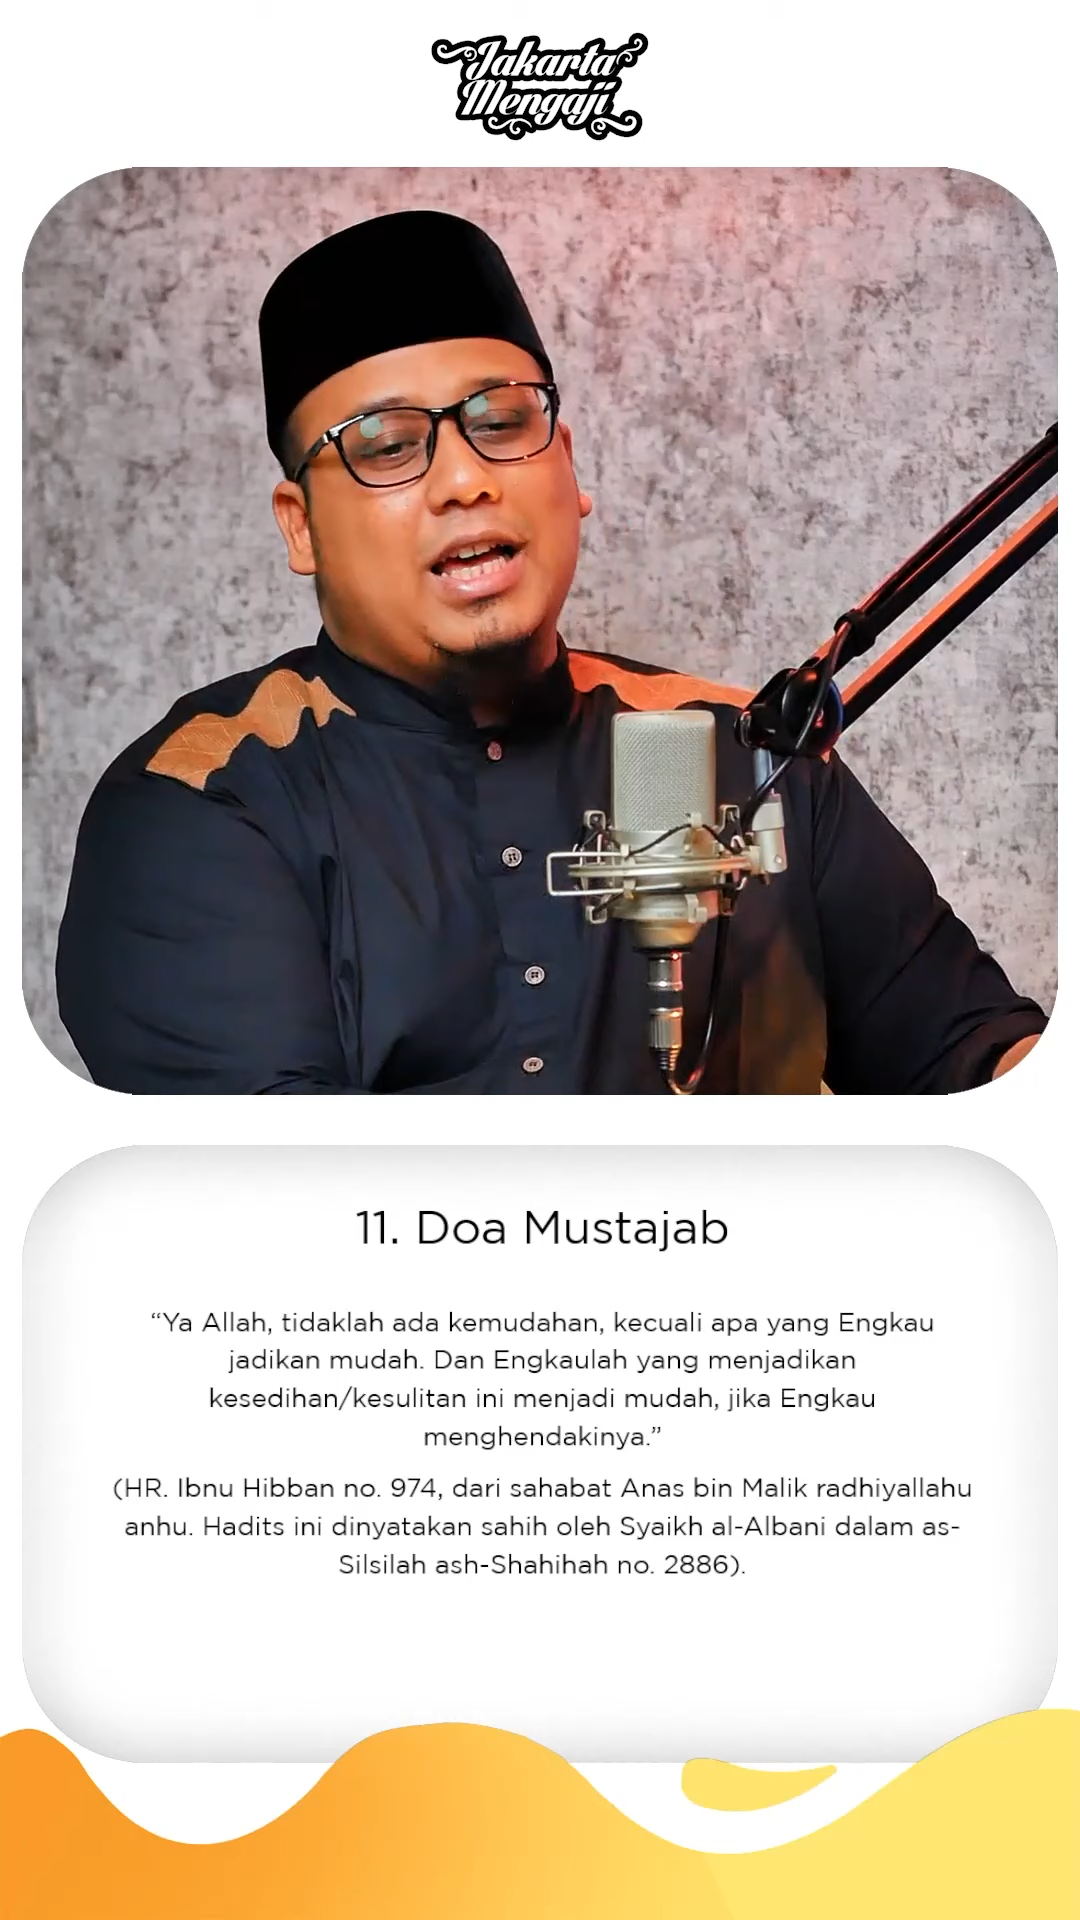 Jakarta
Mengaji
11. Doa Mustajab
“Ya Allah, tidaklah ada kemudahan, kecuali apa yang Engkau
jadikan mudah. Dan Engkaulah yang menjadikan
kesedihan/kesulitan ini menjadi mudah, jika Engkau
menghendakinya.”
(HR. Ibnu Hibban no. 974, dari sahabat Anas bin Malik radhiyallahu
anhu. Hadits ini dinyatakan sahih oleh Syaikh al-Albani dalam as-
Silsilah ash-Shahihah no. 2886).